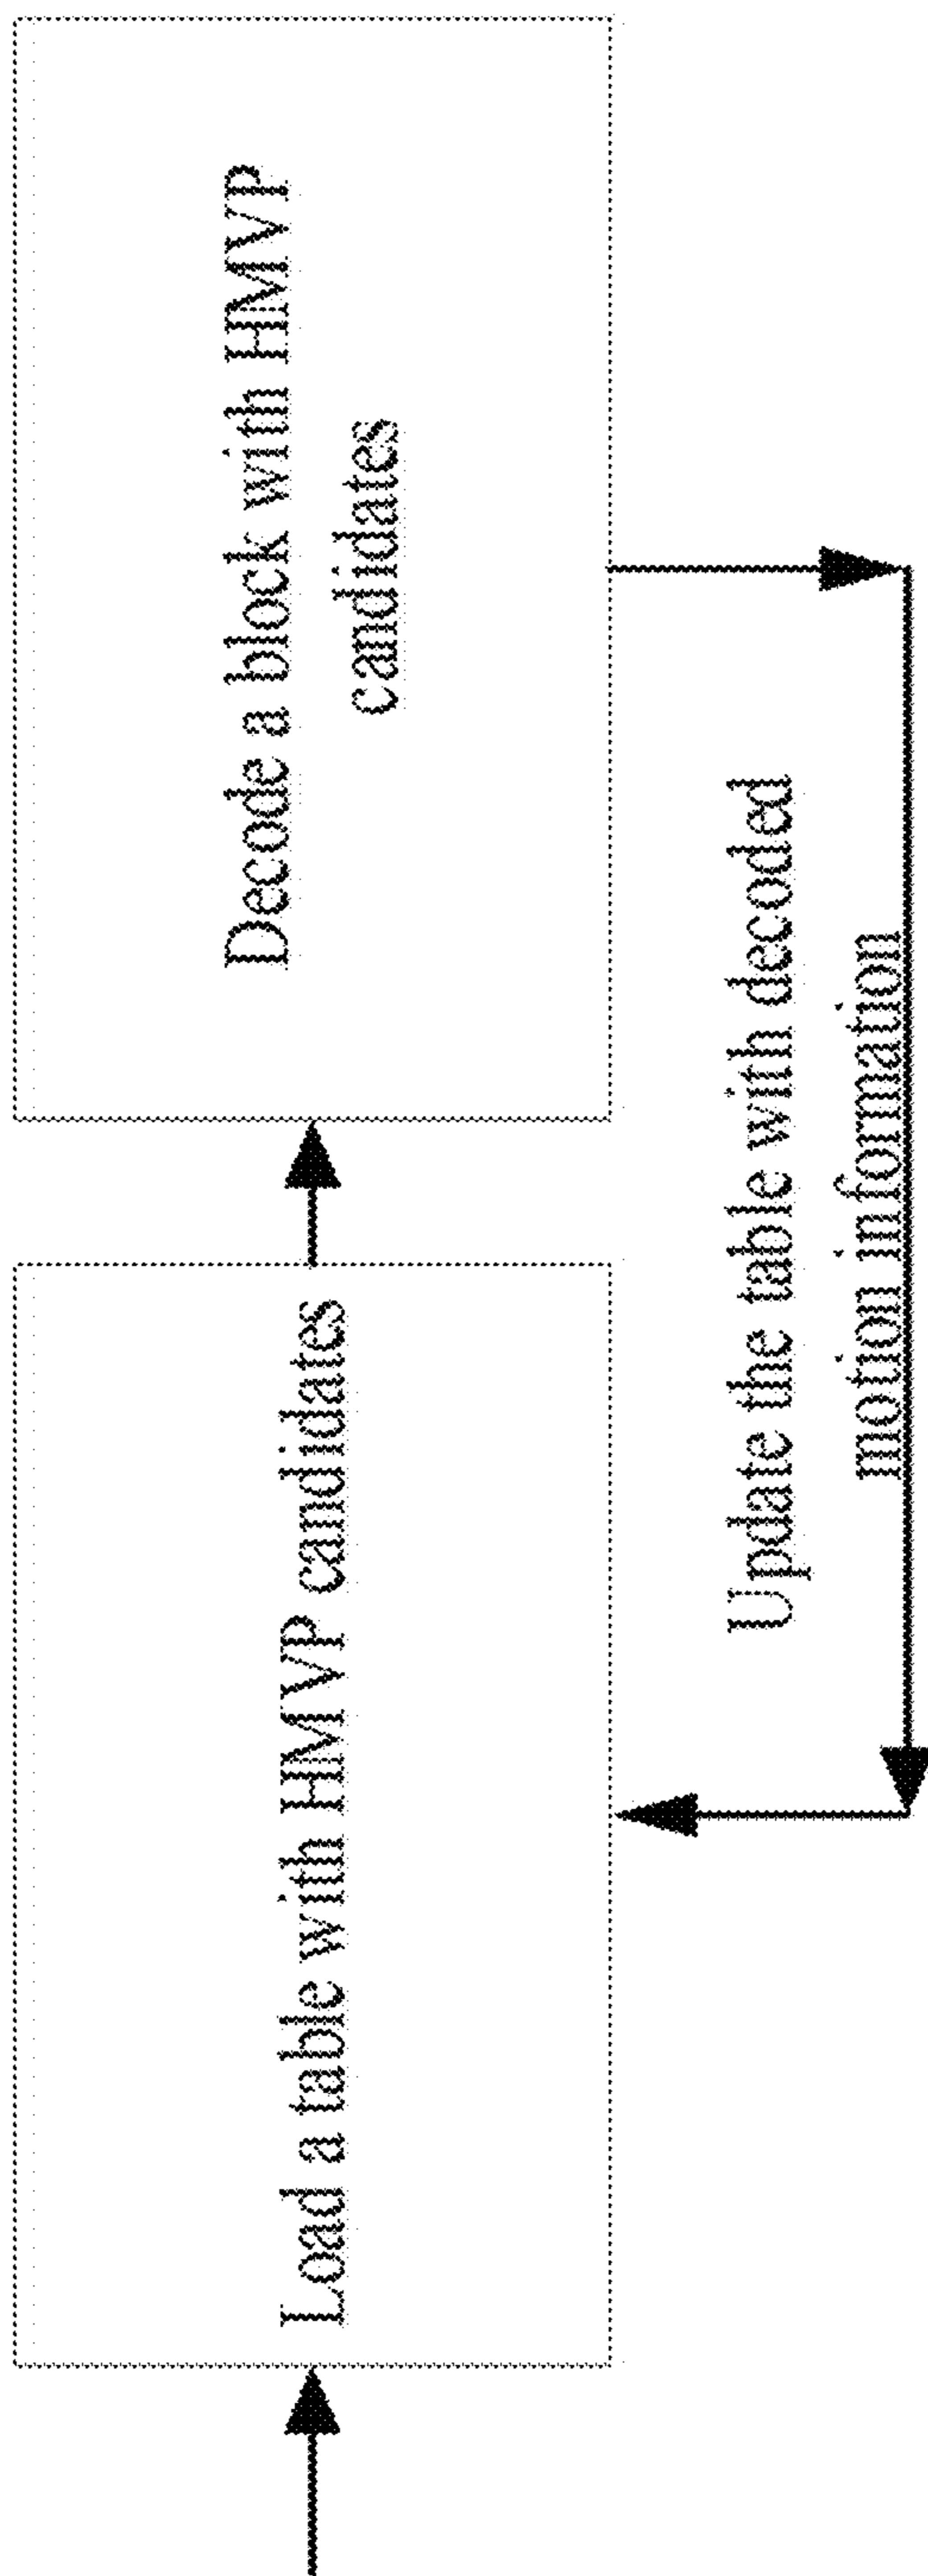 Load a table with HMVP candidates
Decode a block with HMVP
candidates
Update the table with decoded
motion information